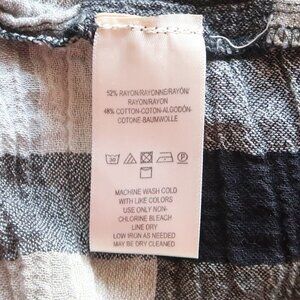 52% RAYON/RAYONNE/RAYÓN/
RAYON/RAYON
48% COTTON-COTON-ALGODÓN-
COTONE-BAUMWOLLE
MACHINE WASH COLD
WITH LIKE COLORS
USE ONLY NON-
CHLORINE BLEACH
LINE DRY
LOW IRON AS NEEDED
MAY BE DRY CLEANED